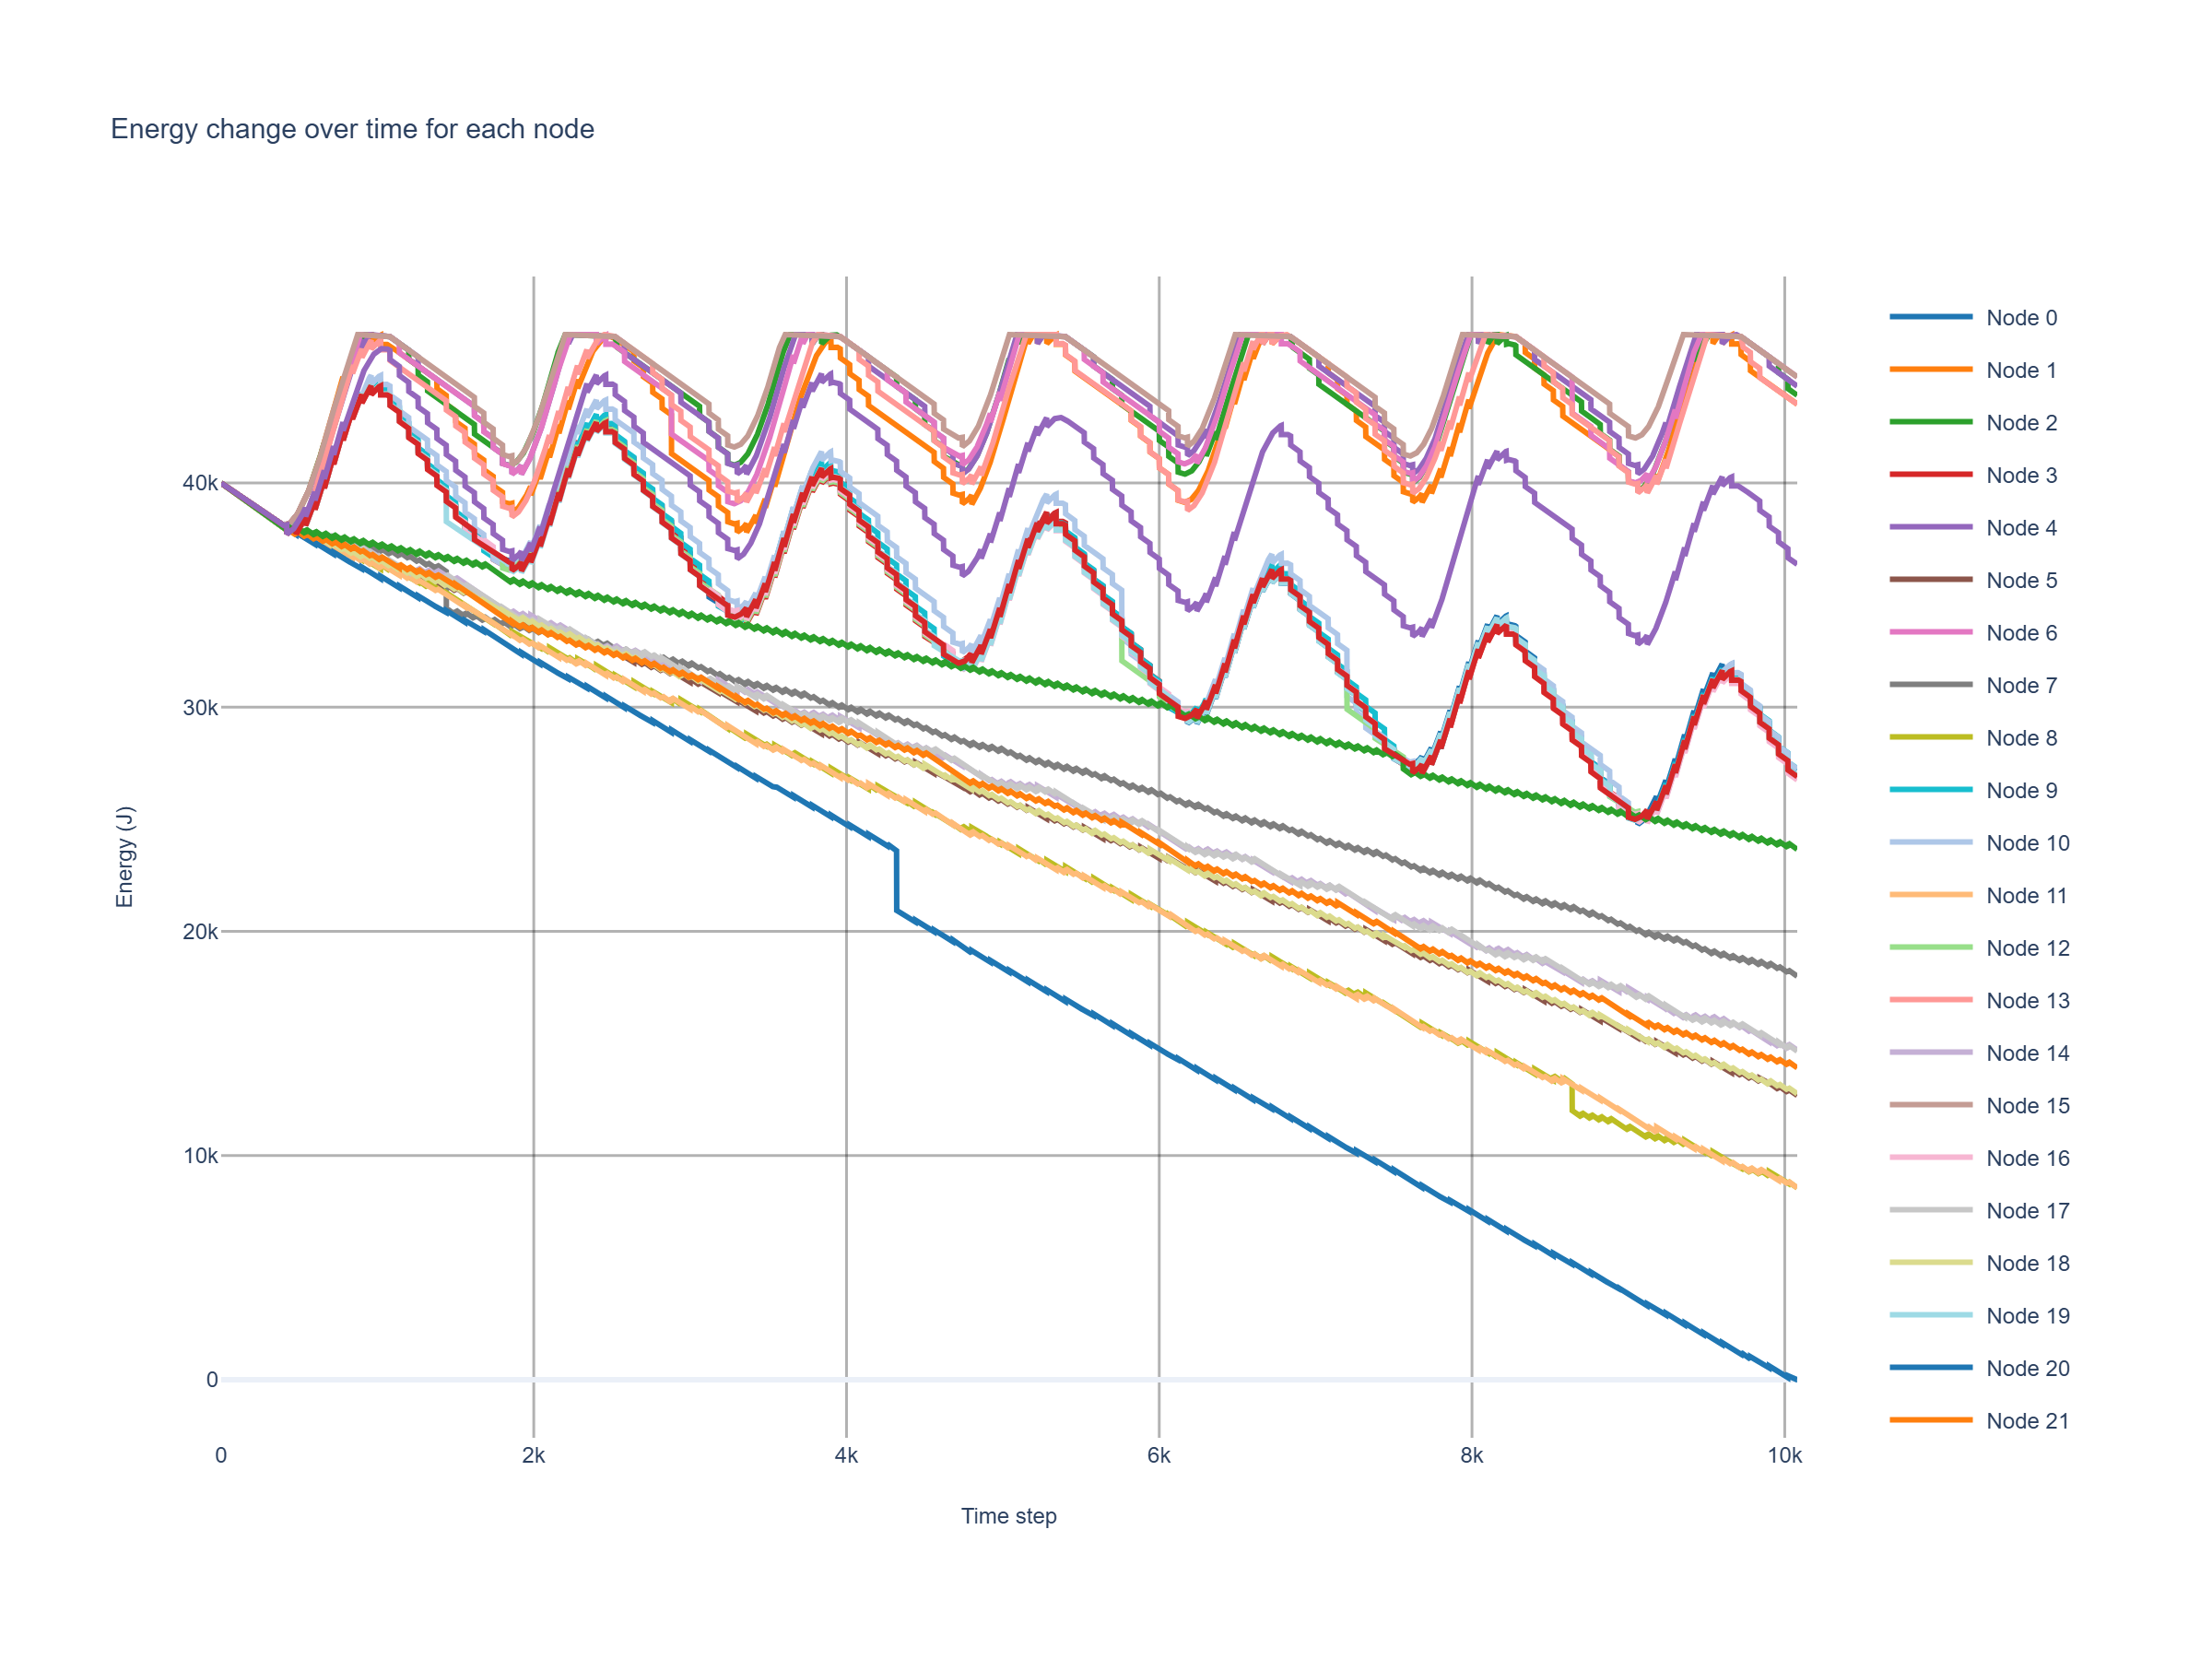 Energy change over time for each node
Energy (J)
40k
30k
20k
10k
0
0
2k
4k
6k
8k
10k
Time step
Node 0
Node 1
Node 2
Node 3
Node 4
Node 5
Node 6
Node 7
Node 8
Node 9
Node 10
Node 11
Node 12
Node 13
Node 14
Node 15
Node 16
Node 17
Node 18
Node 19
Node 20
Node 21